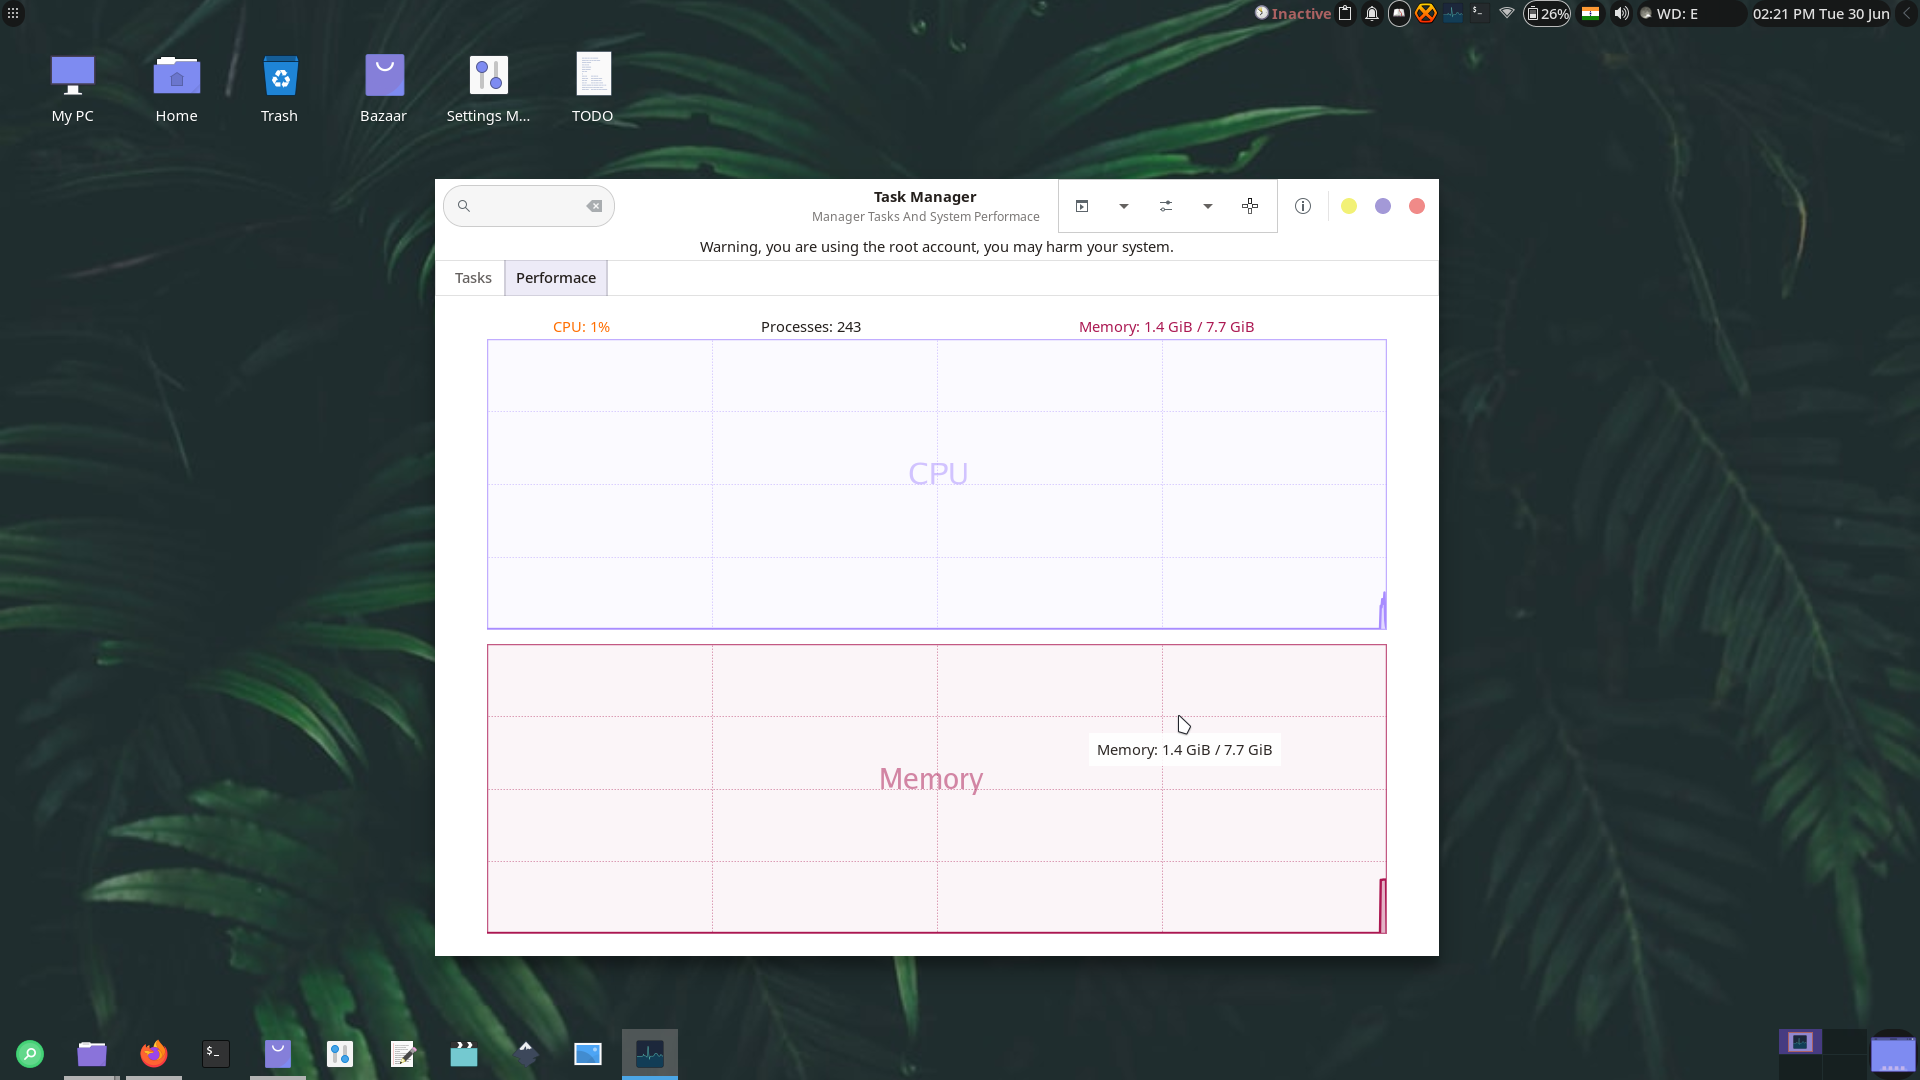 Inactive
26%
WD: E
02:21 PM Tue 30 Jun
My PC
Home
Trash
Bazaar
Settings M...
TODO
Task Manager
Manager Tasks And System Performace
Warning, you are using the root account, you may harm your system.
Tasks
Performace
CPU: 1%
Processes: 243
Memory: 1.4 GiB / 7.7 GiB
CPU
Memory: 1.4 GiB / 7.7 GiB
Memory
$_